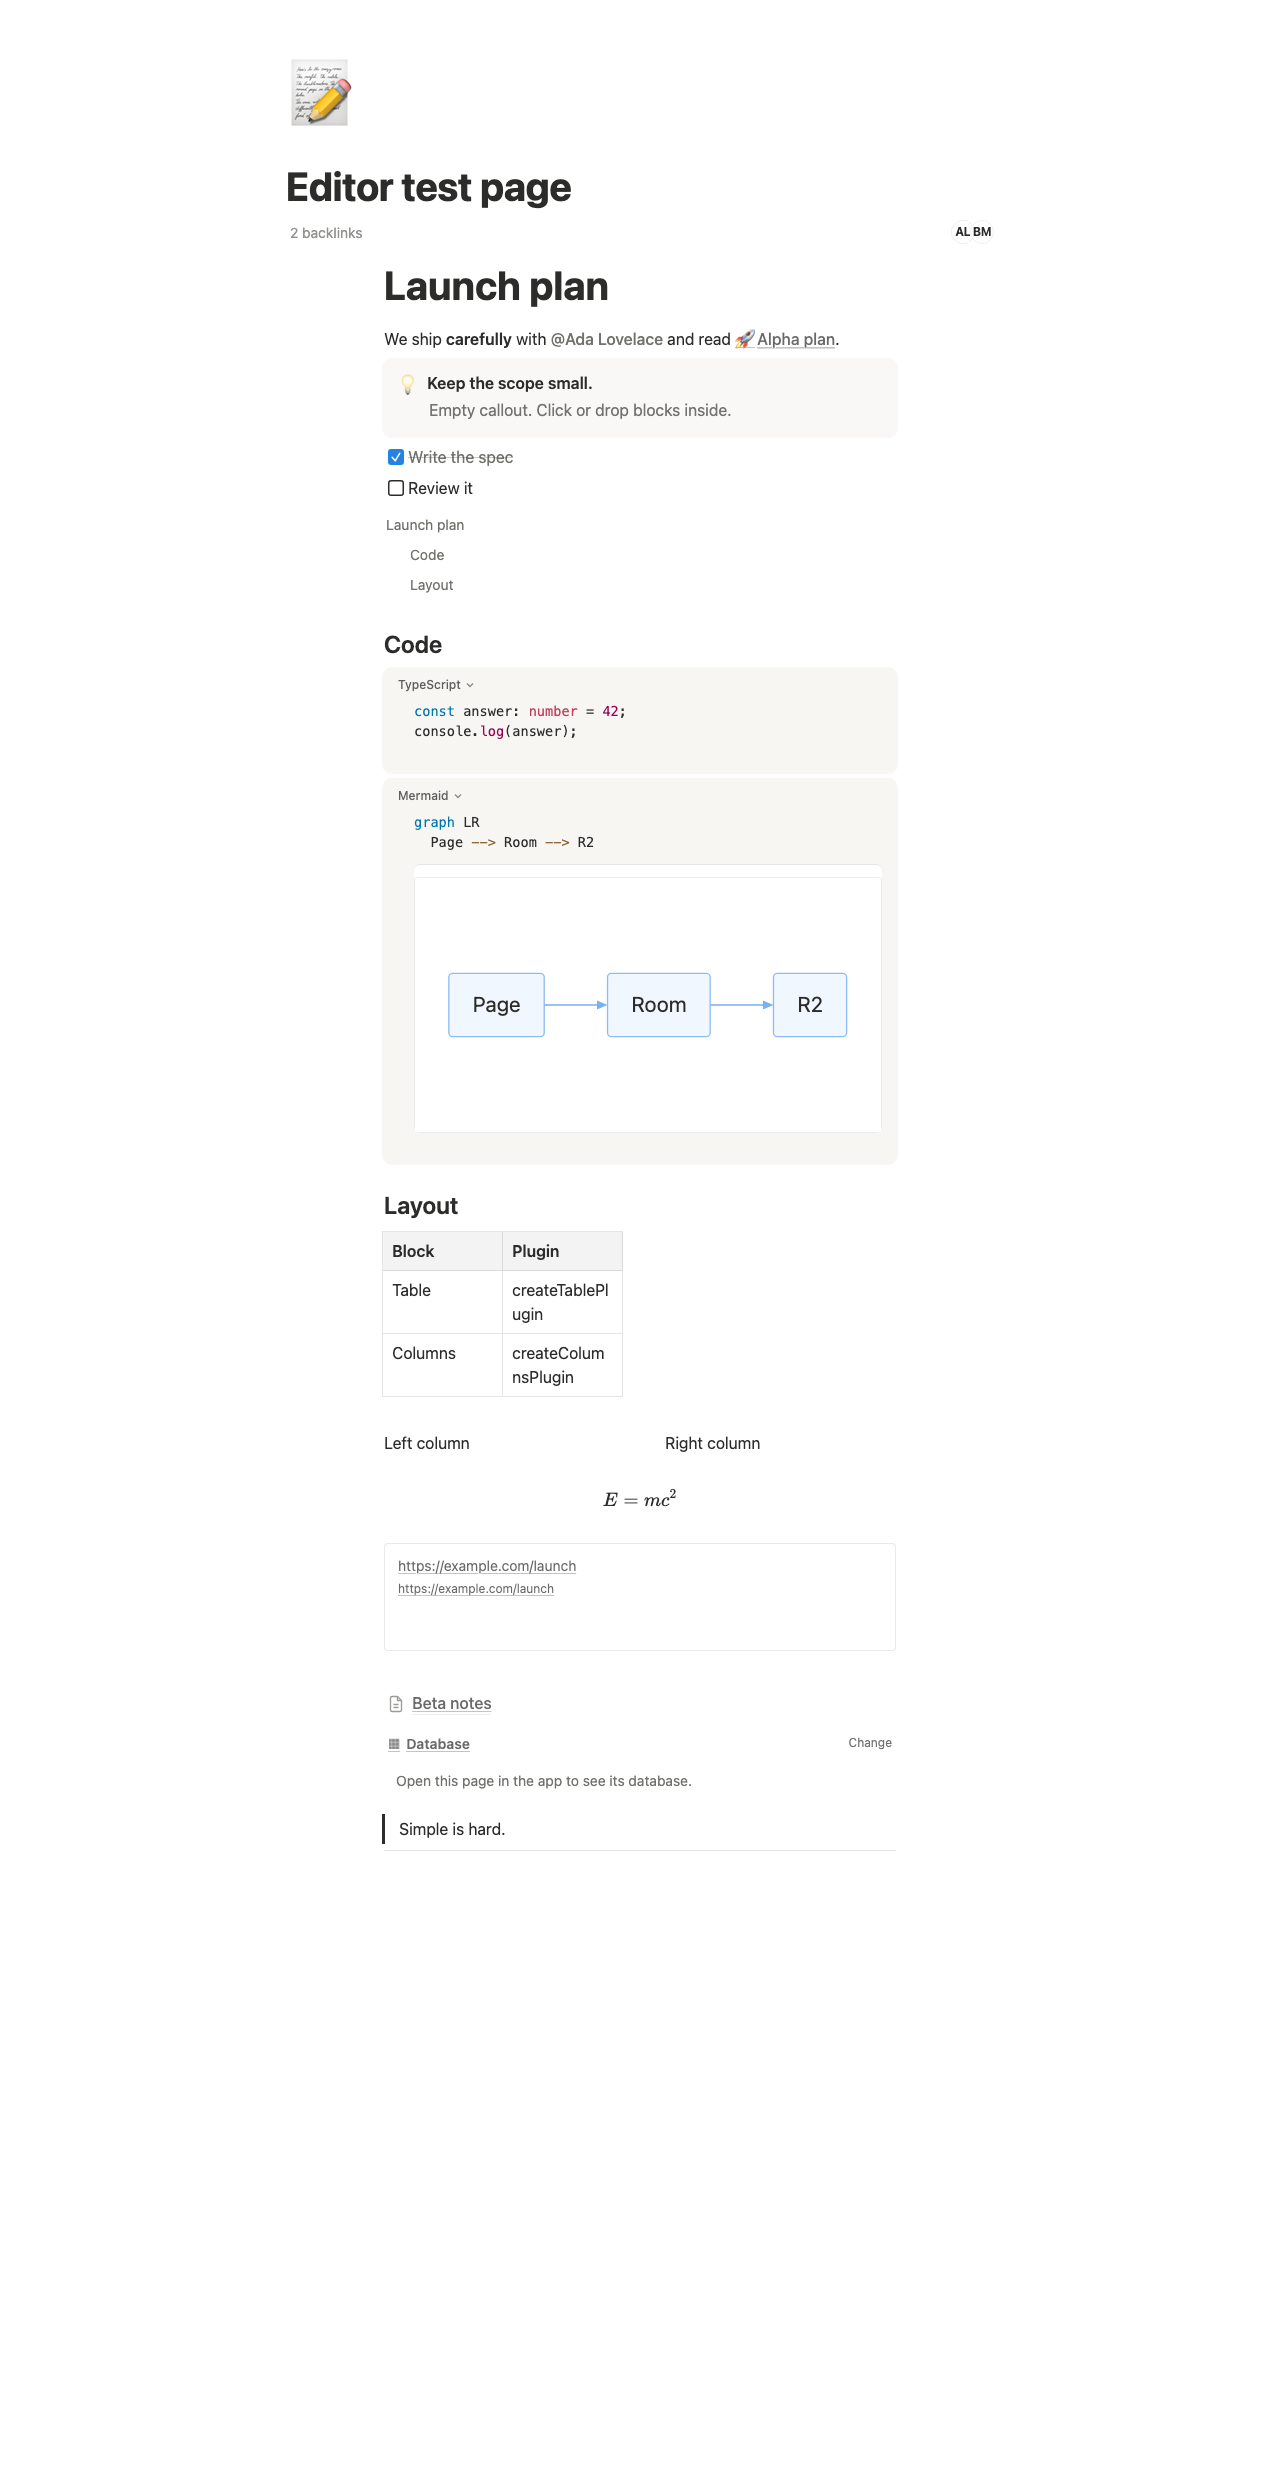 Editor test page
2 backlinks
AL BM
Launch plan
We ship carefully with @Ada Lovelace and read 🚀Alpha plan.
Keep the scope small.
Empty callout. Click or drop blocks inside.
Write the spec
Review it
Launch plan
Code
Layout
Code
TypeScript
const answer: number = 42;
console.log(answer);
Mermaid
graph LR
Page --> Room --> R2
Page Room R2
Layout
Block Plugin
Table createTablePl
ugin
Columns createColum
nsPlugin
Left column Right column
E = mc²
https://example.com/launch
https://example.com/launch
Beta notes
Database Change
Open this page in the app to see its database.
Simple is hard.